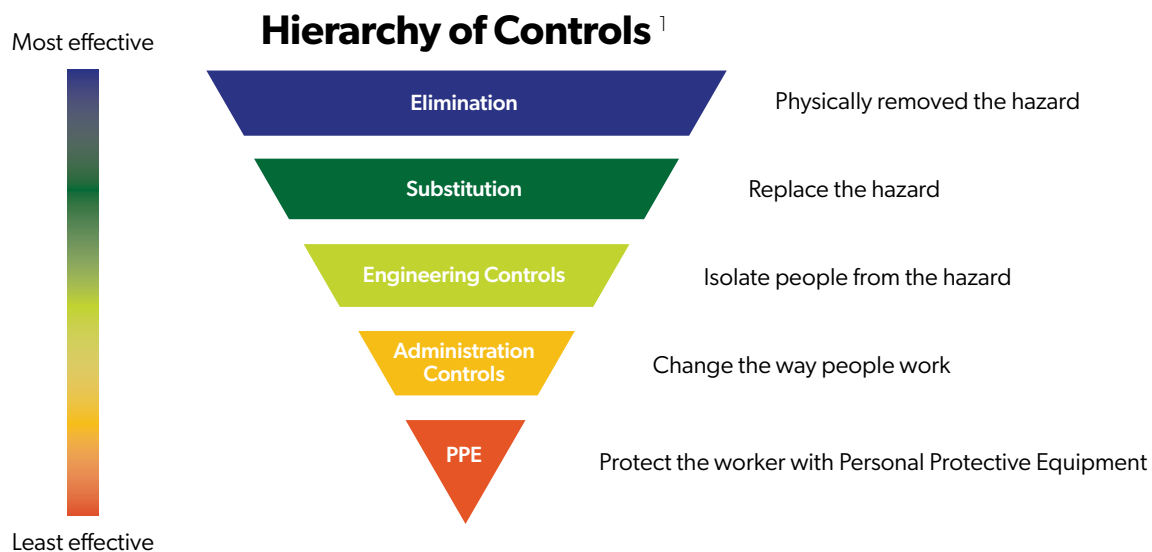 Hierarchy of Controls 1
Most effective
Elimination
Physically removed the hazard
Substitution
Replace the hazard
Engineering Controls
Isolate people from the hazard
Administration
Controls
Change the way people work
PPE
Protect the worker with Personal Protective Equipment
Least effective